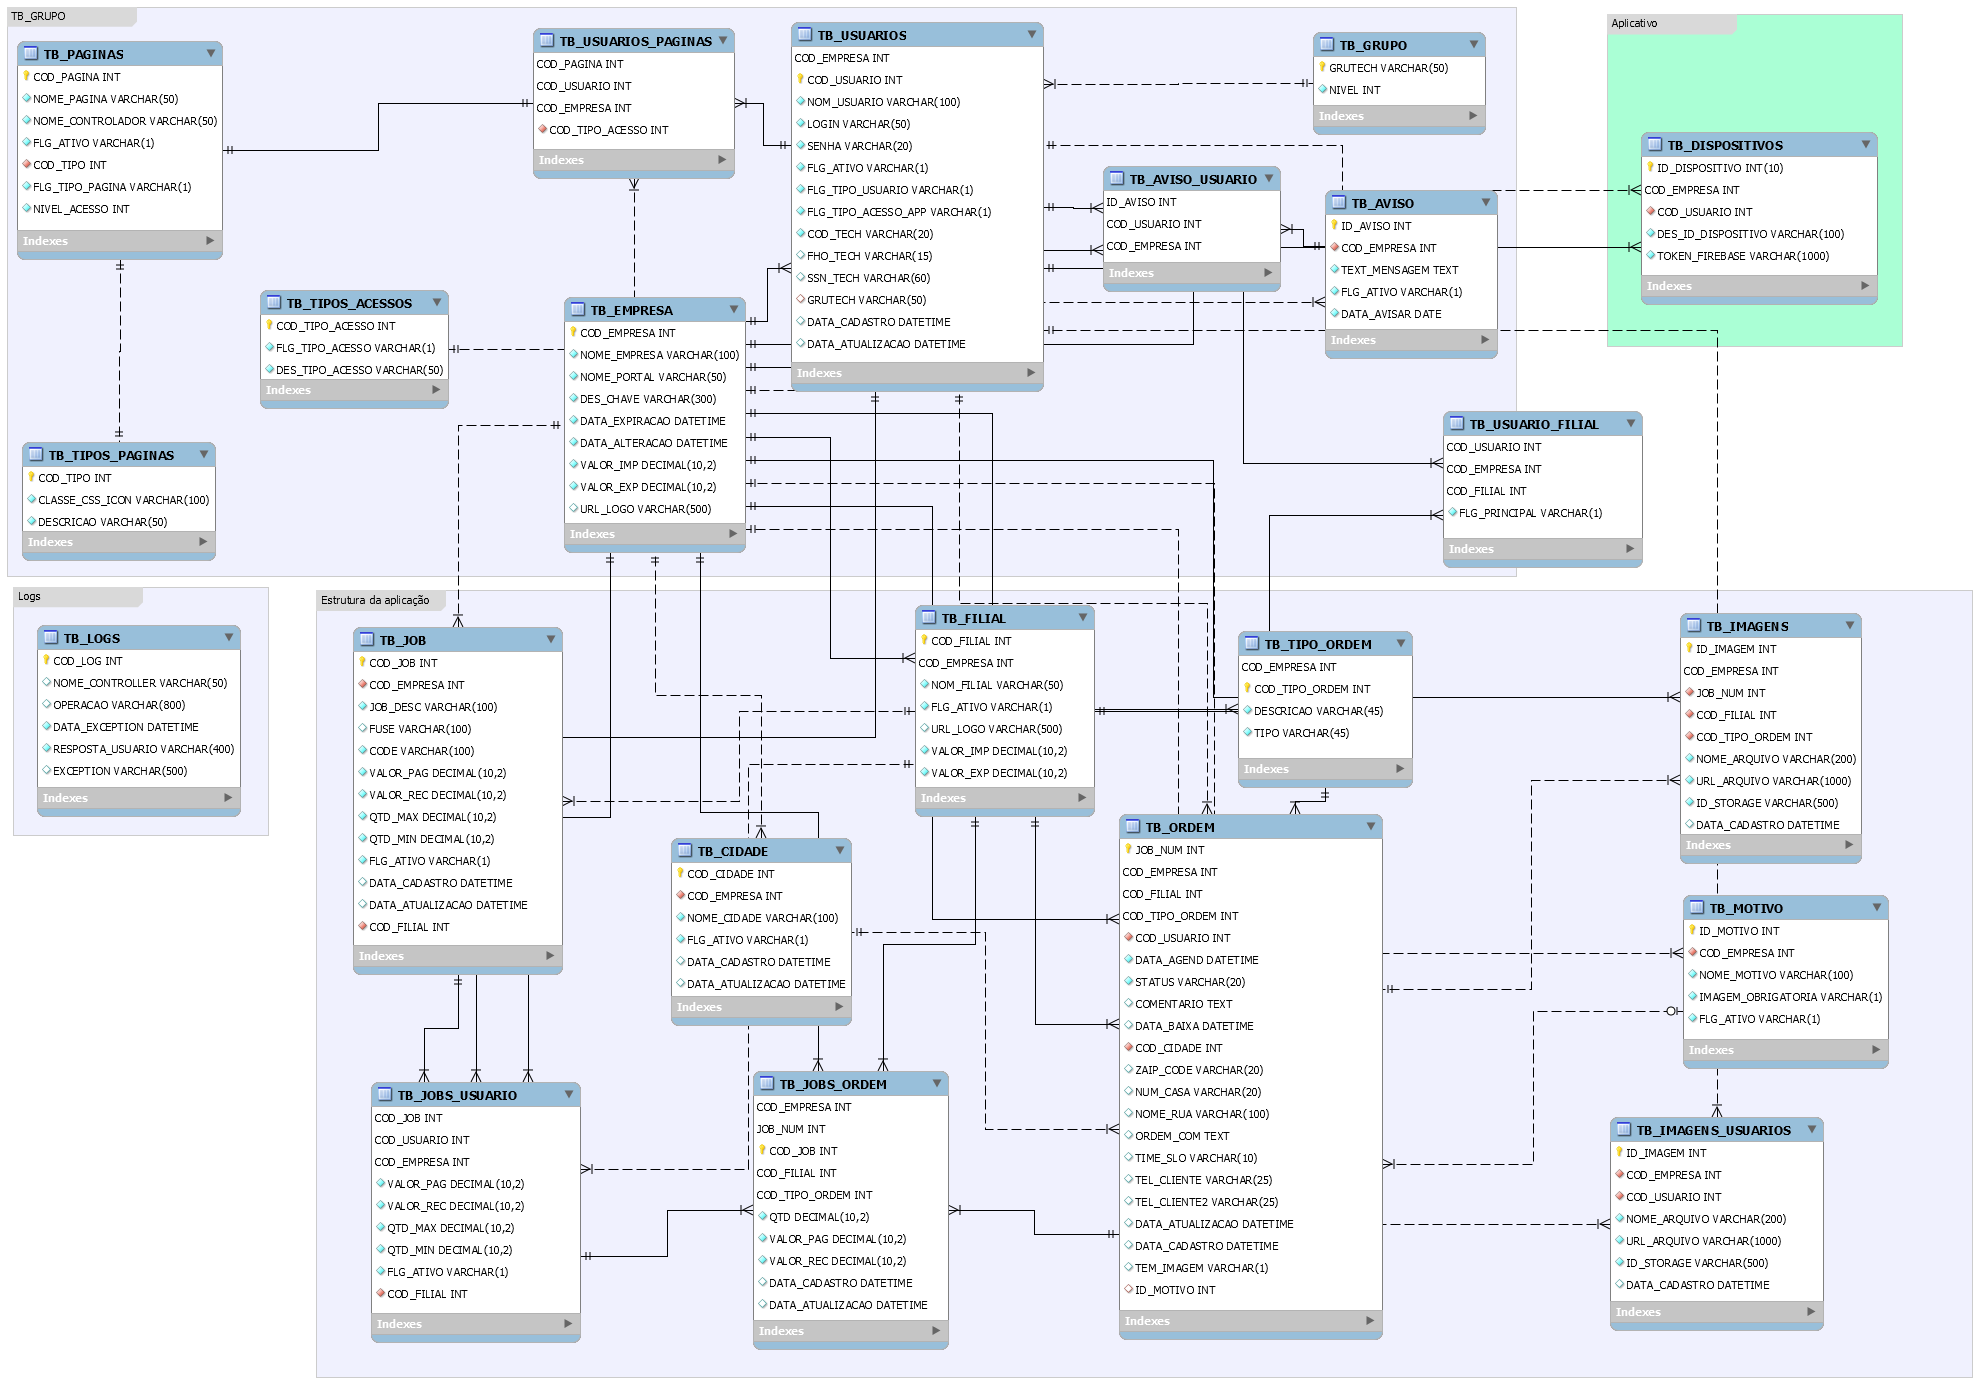 TB_GRUPO
TB_PAGINAS
COD_PAGINA INT
NOME_PAGINA VARCHAR(50)
NOME_CONTROLADOR VARCHAR(50)
FLG_ATIVO VARCHAR(1)
COD_TIPO INT
FLG_TIPO_PAGINA VARCHAR(1)
NIVEL_ACESSO INT
Indexes
TB_USUARIOS_PAGINAS
COD_PAGINA INT
COD_USUARIO INT
COD_EMPRESA INT
COD_TIPO_ACESSO INT
Indexes
TB_USUARIOS
COD_EMPRESA INT
COD_USUARIO INT
NOM_USUARIO VARCHAR(100)
LOGIN VARCHAR(50)
SENHA VARCHAR(20)
FLG_ATIVO VARCHAR(1)
FLG_TIPO_USUARIO VARCHAR(1)
FLG_TIPO_ACESSO_APP VARCHAR(1)
COD_TECH VARCHAR(20)
FHO_TECH VARCHAR(15)
SSN_TECH VARCHAR(60)
GRUTECH VARCHAR(50)
DATA_CADASTRO DATETIME
DATA_ATUALIZACAO DATETIME
Indexes
TB_GRUPO
GRUTECH VARCHAR(50)
NIVEL INT
Indexes
Aplicativo
TB_DISPOSITIVOS
ID_DISPOSITIVO INT(10)
COD_EMPRESA INT
COD_USUARIO INT
DES_ID_DISPOSITIVO VARCHAR(100)
TOKEN_FIREBASE VARCHAR(1000)
Indexes
TB_AVISO_USUARIO
ID_AVISO INT
COD_USUARIO INT
COD_EMPRESA INT
Indexes
TB_AVISO
ID_AVISO INT
COD_EMPRESA INT
TEXT_MENSAGEM TEXT
FLG_ATIVO VARCHAR(1)
DATA_AVISAR DATE
Indexes
TB_TIPOS_ACESSOS
COD_TIPO_ACESSO INT
FLG_TIPO_ACESSO VARCHAR(1)
DES_TIPO_ACESSO VARCHAR(50)
Indexes
TB_EMPRESA
COD_EMPRESA INT
NOME_EMPRESA VARCHAR(100)
NOME_PORTAL VARCHAR(50)
DES_CHAVE VARCHAR(300)
DATA_EXPIRACAO DATETIME
DATA_ALTERACAO DATETIME
VALOR_IMP DECIMAL(10,2)
VALOR_EXP DECIMAL(10,2)
URL_LOGO VARCHAR(500)
Indexes
TB_TIPOS_PAGINAS
COD_TIPO INT
CLASSE_CSS_ICON VARCHAR(100)
DESCRICAO VARCHAR(50)
Indexes
TB_USUARIO_FILIAL
COD_USUARIO INT
COD_EMPRESA INT
COD_FILIAL INT
FLG_PRINCIPAL VARCHAR(1)
Indexes
Logs
TB_LOGS
COD_LOG INT
NOME_CONTROLLER VARCHAR(50)
OPERACAO VARCHAR(800)
DATA_EXCEPTION DATETIME
RESPOSTA_USUARIO VARCHAR(400)
EXCEPTION VARCHAR(500)
Indexes
Estrutura da aplicação
TB_JOB
COD_JOB INT
COD_EMPRESA INT
JOB_DESC VARCHAR(100)
FUSE VARCHAR(100)
CODE VARCHAR(100)
VALOR_PAG DECIMAL(10,2)
VALOR_REC DECIMAL(10,2)
QTD_MAX DECIMAL(10,2)
QTD_MIN DECIMAL(10,2)
FLG_ATIVO VARCHAR(1)
DATA_CADASTRO DATETIME
DATA_ATUALIZACAO DATETIME
COD_FILIAL INT
Indexes
TB_FILIAL
COD_FILIAL INT
COD_EMPRESA INT
NOM_FILIAL VARCHAR(50)
FLG_ATIVO VARCHAR(1)
URL_LOGO VARCHAR(500)
VALOR_IMP DECIMAL(10,2)
VALOR_EXP DECIMAL(10,2)
Indexes
TB_TIPO_ORDEM
COD_EMPRESA INT
COD_TIPO_ORDEM INT
DESCRICAO VARCHAR(45)
TIPO VARCHAR(45)
Indexes
TB_IMAGENS
ID_IMAGEM INT
COD_EMPRESA INT
JOB_NUM INT
COD_FILIAL INT
COD_TIPO_ORDEM INT
NOME_ARQUIVO VARCHAR(200)
URL_ARQUIVO VARCHAR(1000)
ID_STORAGE VARCHAR(500)
DATA_CADASTRO DATETIME
Indexes
TB_CIDADE
COD_CIDADE INT
COD_EMPRESA INT
NOME_CIDADE VARCHAR(100)
FLG_ATIVO VARCHAR(1)
DATA_CADASTRO DATETIME
DATA_ATUALIZACAO DATETIME
Indexes
TB_ORDEM
JOB_NUM INT
COD_EMPRESA INT
COD_FILIAL INT
COD_TIPO_ORDEM INT
COD_USUARIO INT
DATA_AGEND DATETIME
STATUS VARCHAR(20)
COMENTARIO TEXT
DATA_BAIXA DATETIME
COD_CIDADE INT
ZAIP_CODE VARCHAR(20)
NUM_CASA VARCHAR(20)
NOME_RUA VARCHAR(100)
ORDEM_COM TEXT
TIME_SLO VARCHAR(10)
TEL_CLIENTE VARCHAR(25)
TEL_CLIENTE2 VARCHAR(25)
DATA_ATUALIZACAO DATETIME
DATA_CADASTRO DATETIME
TEM_IMAGEM VARCHAR(1)
ID_MOTIVO INT
Indexes
TB_MOTIVO
ID_MOTIVO INT
COD_EMPRESA INT
NOME_MOTIVO VARCHAR(100)
IMAGEM_OBRIGATORIA VARCHAR(1)
FLG_ATIVO VARCHAR(1)
Indexes
TB_JOBS_USUARIO
COD_JOB INT
COD_USUARIO INT
COD_EMPRESA INT
VALOR_PAG DECIMAL(10,2)
VALOR_REC DECIMAL(10,2)
QTD_MAX DECIMAL(10,2)
QTD_MIN DECIMAL(10,2)
FLG_ATIVO VARCHAR(1)
COD_FILIAL INT
Indexes
TB_JOBS_ORDEM
COD_EMPRESA INT
JOB_NUM INT
COD_JOB INT
COD_FILIAL INT
COD_TIPO_ORDEM INT
QTD DECIMAL(10,2)
VALOR_PAG DECIMAL(10,2)
VALOR_REC DECIMAL(10,2)
DATA_CADASTRO DATETIME
DATA_ATUALIZACAO DATETIME
Indexes
TB_IMAGENS_USUARIOS
ID_IMAGEM INT
COD_EMPRESA INT
COD_USUARIO INT
NOME_ARQUIVO VARCHAR(200)
URL_ARQUIVO VARCHAR(1000)
ID_STORAGE VARCHAR(500)
DATA_CADASTRO DATETIME
Indexes